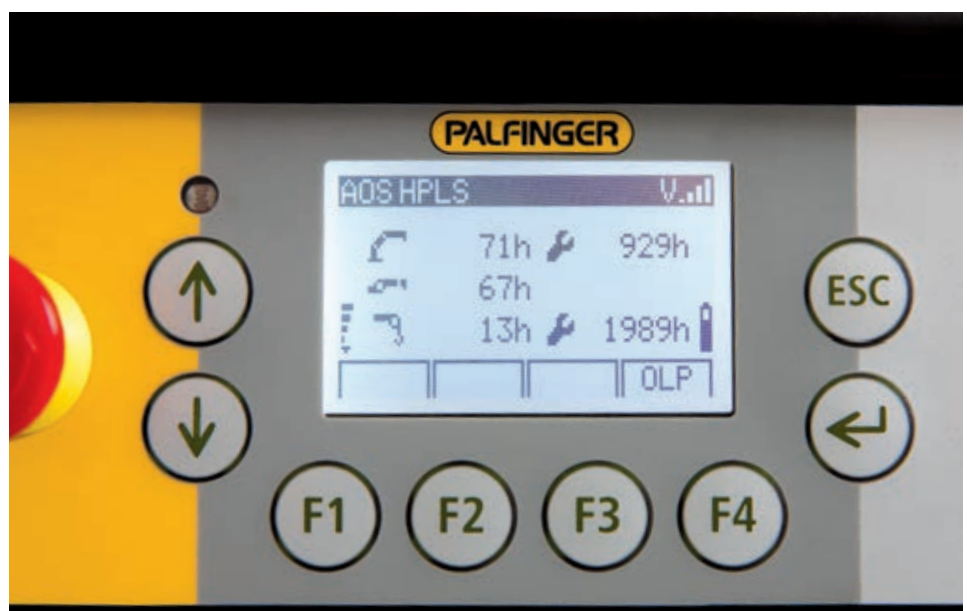 PALFINGER
AOS HPLS V
71h 929h
67h
13h 1989h
OLP
ESC
F1 F2 F3 F4